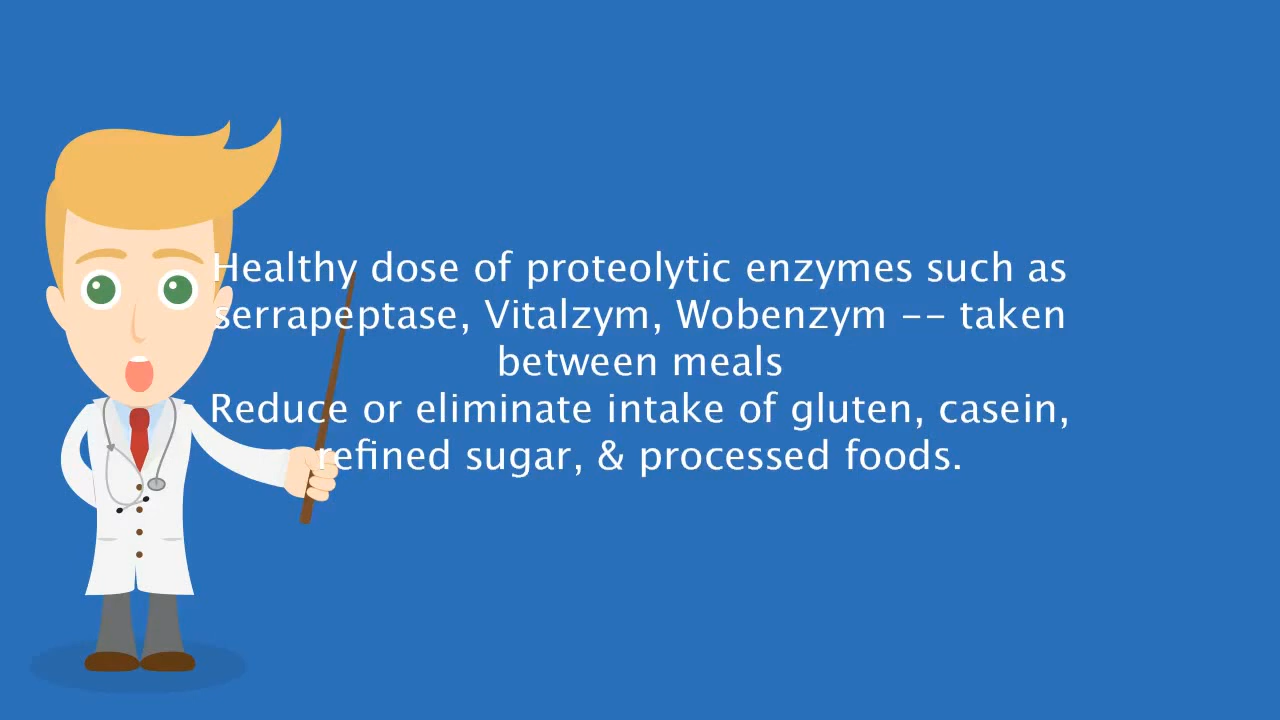 Healthy dose of proteolytic enzymes such as
serrapeptase, Vitalzym, Wobenzym -- taken
between meals
Reduce or eliminate intake of gluten, casein,
refined sugar, & processed foods.